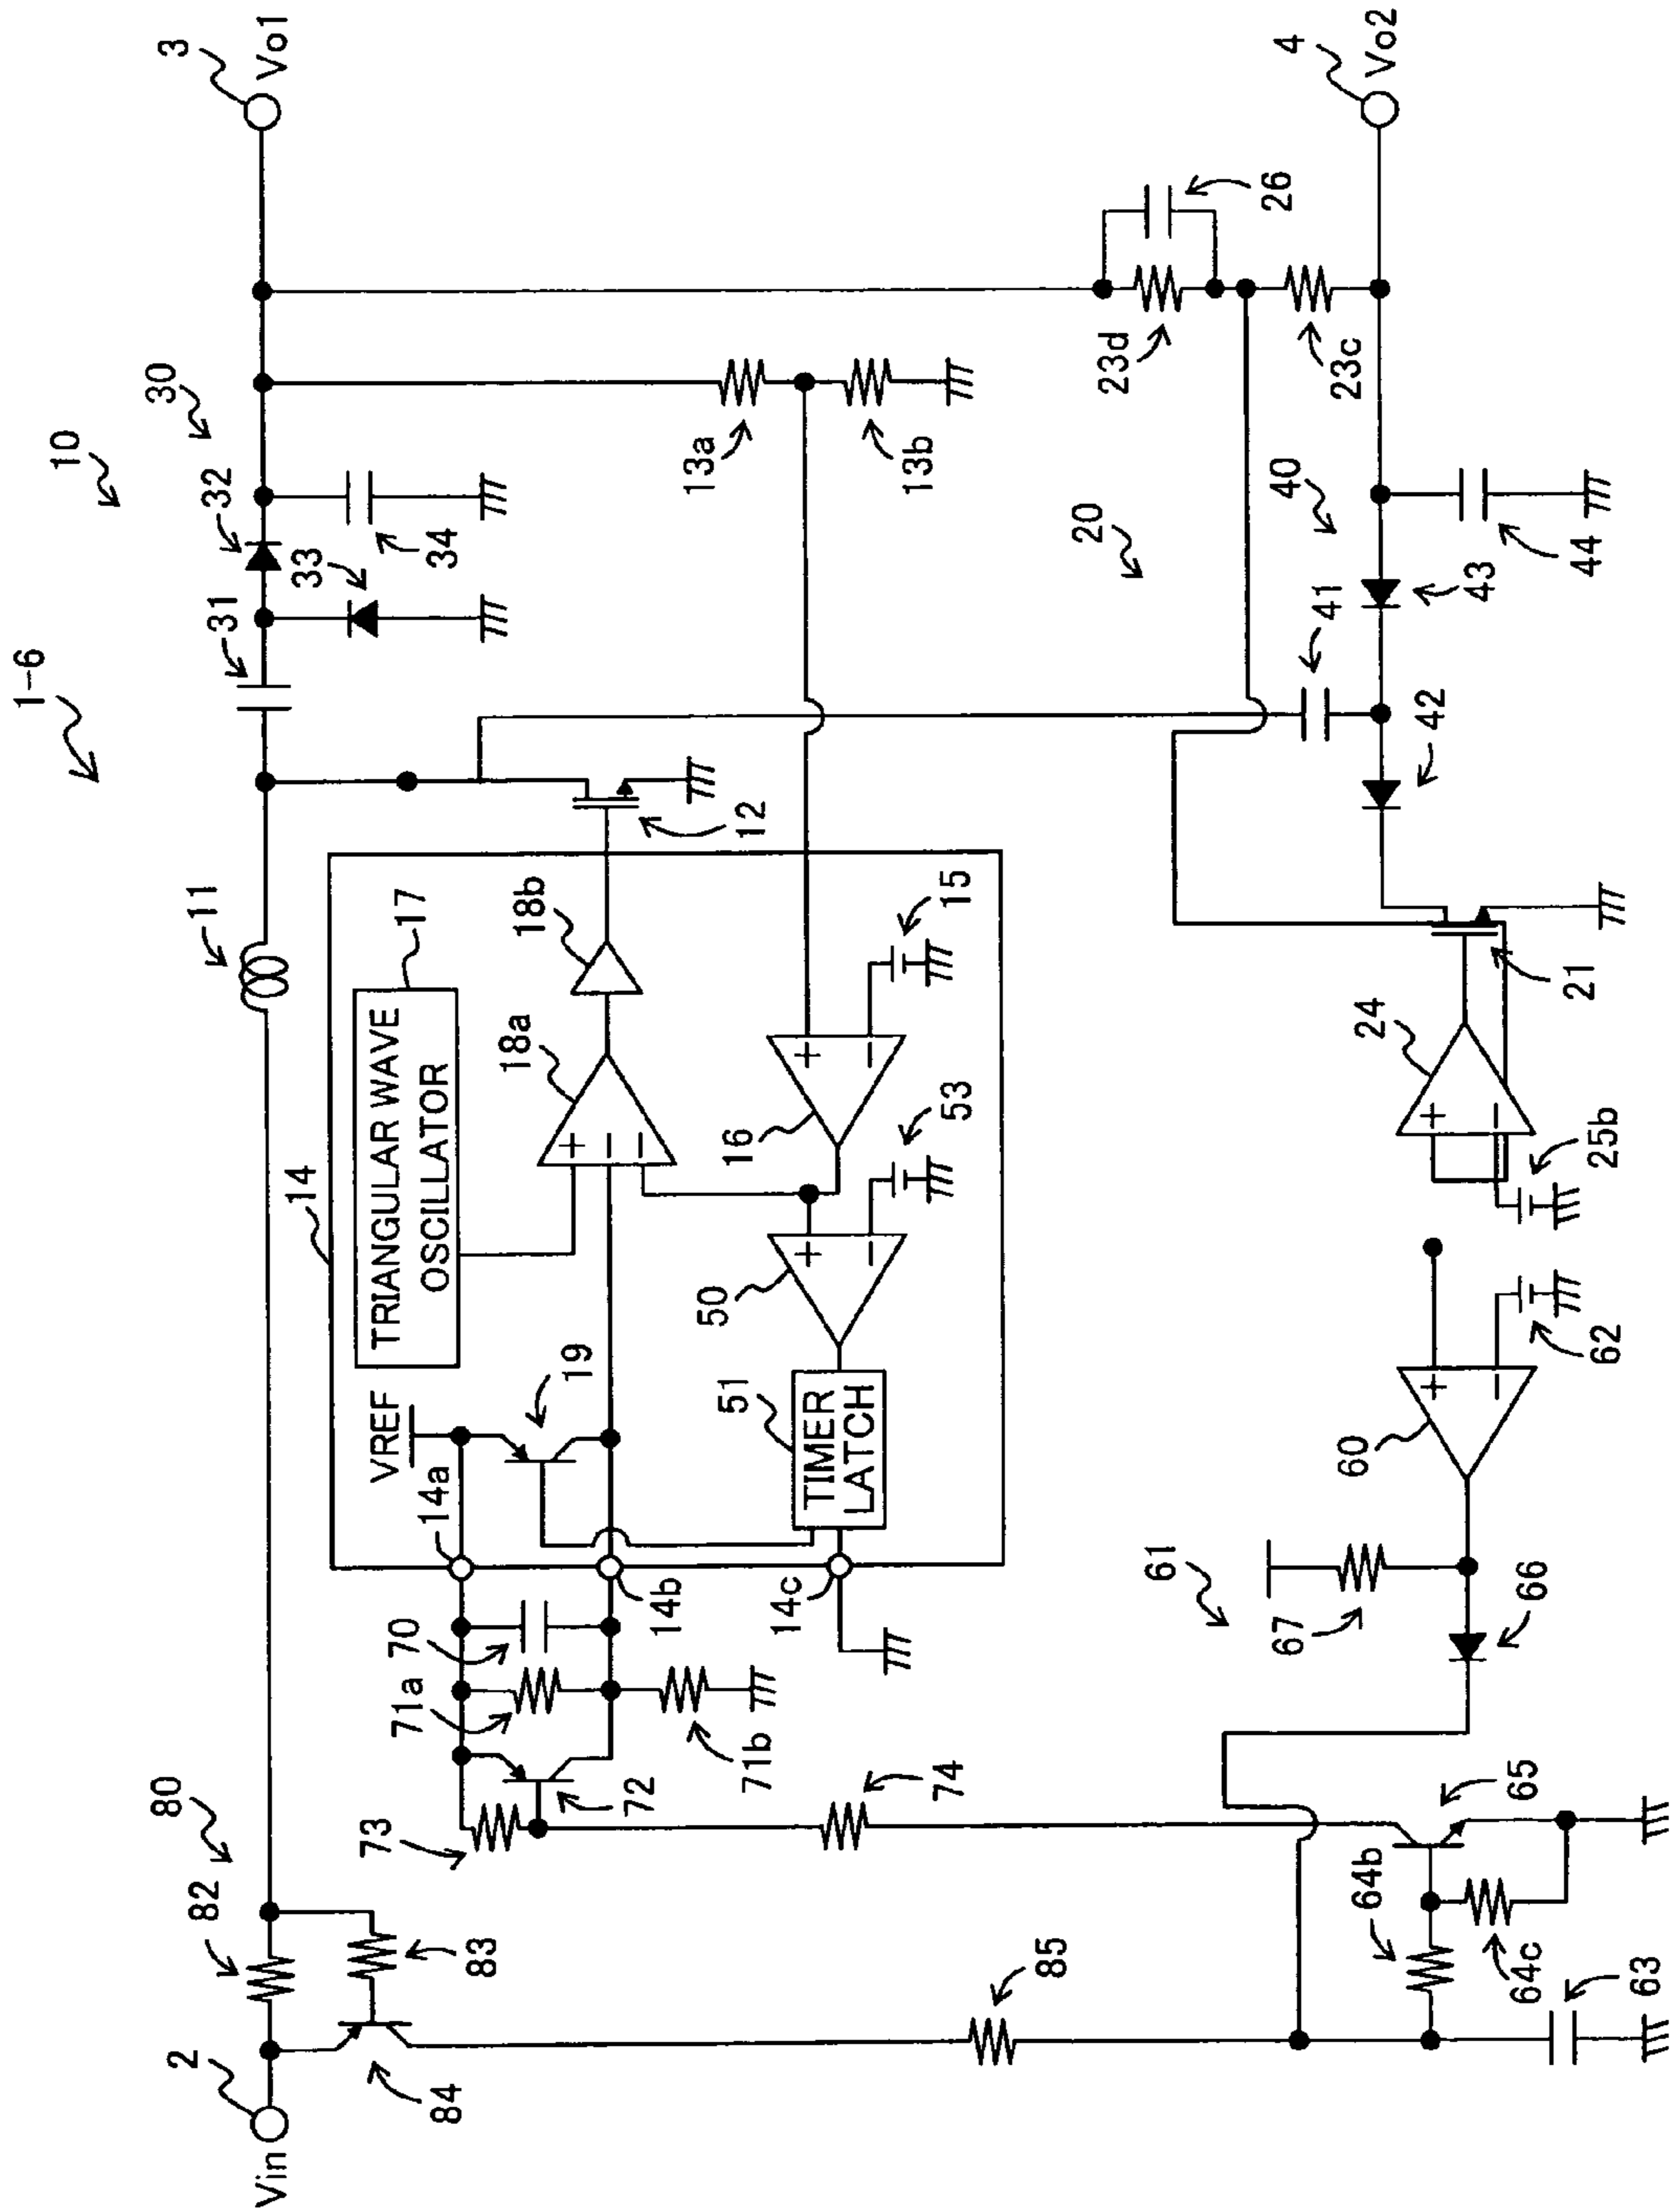 1-6
10
20
30
40
80
Vin
2
82
83
84
85
11
31
32
33
34
3
Vo1
14
17
TRIANGULAR WAVE
OSCILLATOR
VREF
14a
14b
14c
19
18a
18b
12
13a
13b
15
16
50
53
51
TIMER
LATCH
70
71a
71b
72
73
74
+
−
−
+
−
+
−
26
23d
23c
4
Vo2
41
42
43
44
21
24
+
−
25b
60
+
−
62
61
67
66
65
64b
64c
63